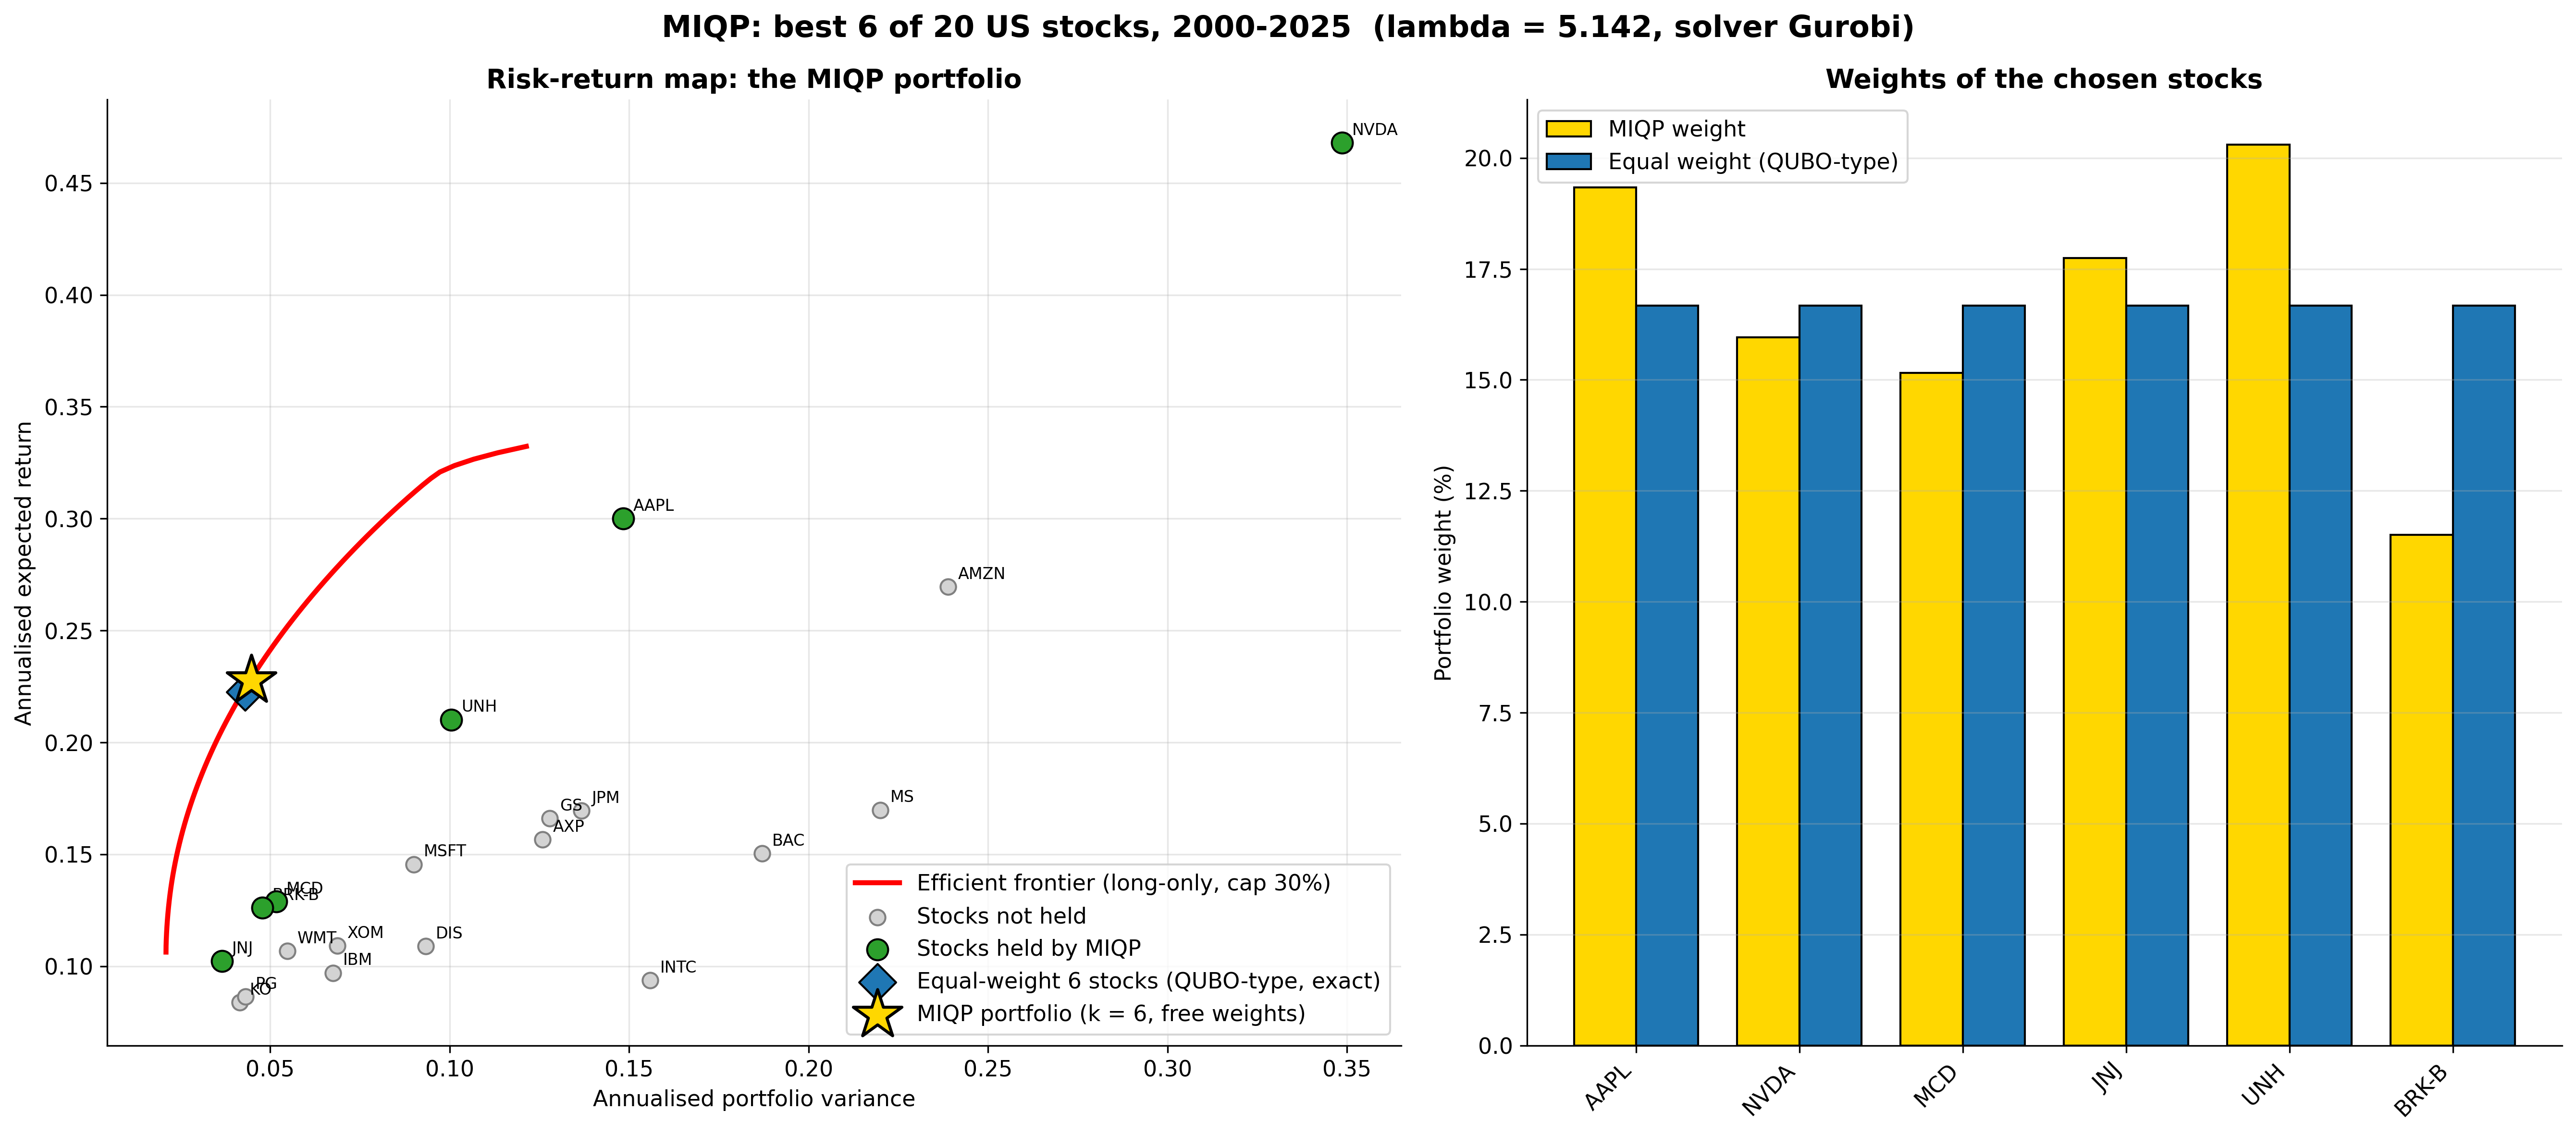 MIQP: best 6 of 20 US stocks, 2000-2025  (lambda = 5.142, solver Gurobi)
Risk-return map: the MIQP portfolio
Annualised expected return
0.45
0.40
0.35
0.30
0.25
0.20
0.15
0.10
NVDA
AAPL
AMZN
UNH
GS
JPM
MS
AXP
BAC
MSFT
MCD
BRK-B
WMT
XOM
DIS
JNJ
IBM
INTC
PG
KO
Efficient frontier (long-only, cap 30%)
Stocks not held
Stocks held by MIQP
Equal-weight 6 stocks (QUBO-type, exact)
MIQP portfolio (k = 6, free weights)
0.05
0.10
0.15
0.20
0.25
0.30
0.35
Annualised portfolio variance
Weights of the chosen stocks
MIQP weight
Equal weight (QUBO-type)
Portfolio weight (%)
20.0
17.5
15.0
12.5
10.0
7.5
5.0
2.5
0.0
AAPL
NVDA
MCD
JNJ
UNH
BRK-B